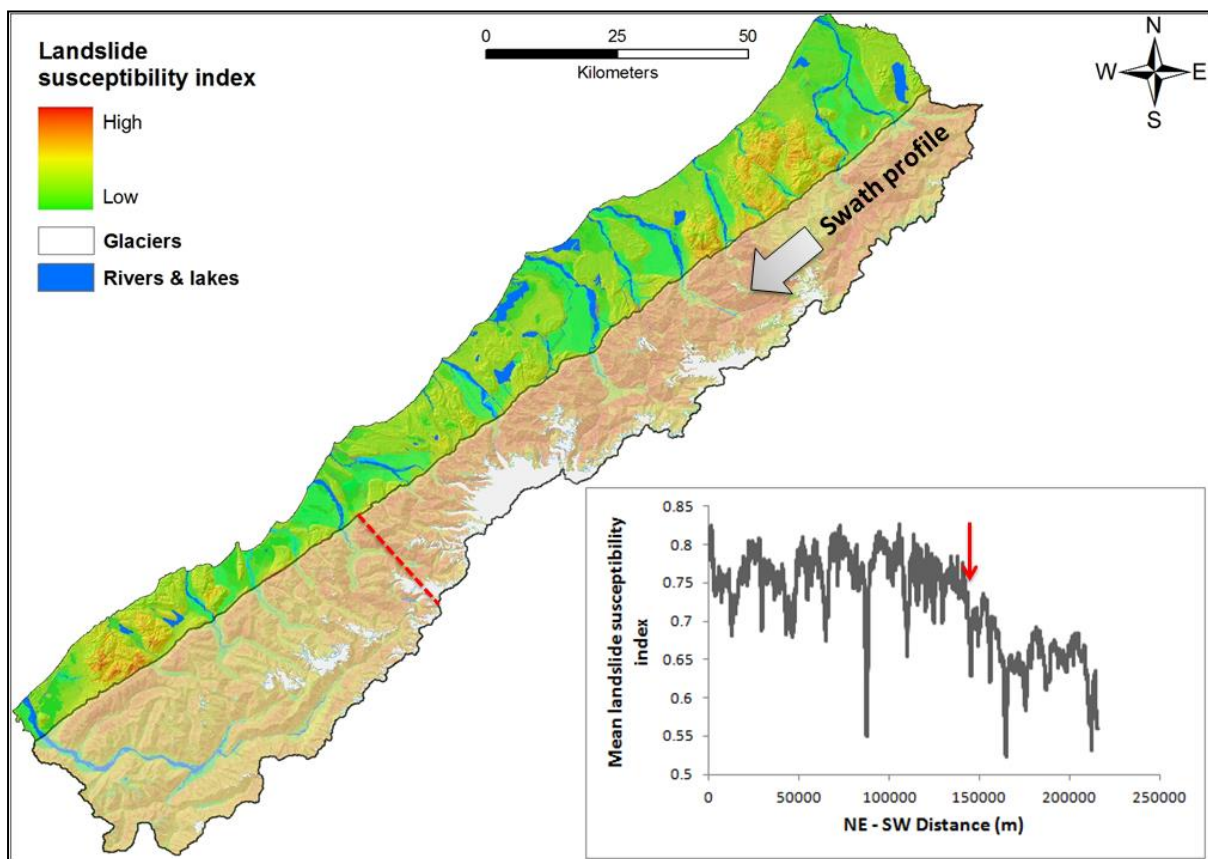 Landslide
susceptibility index
High
Low
Glaciers
Rivers & lakes
0 25 50
Kilometers
N
W E
S
Swath profile
Mean landslide susceptibility
index
0.85
0.8
0.75
0.7
0.65
0.6
0.55
0.5
0 50000 100000 150000 200000 250000
NE - SW Distance (m)